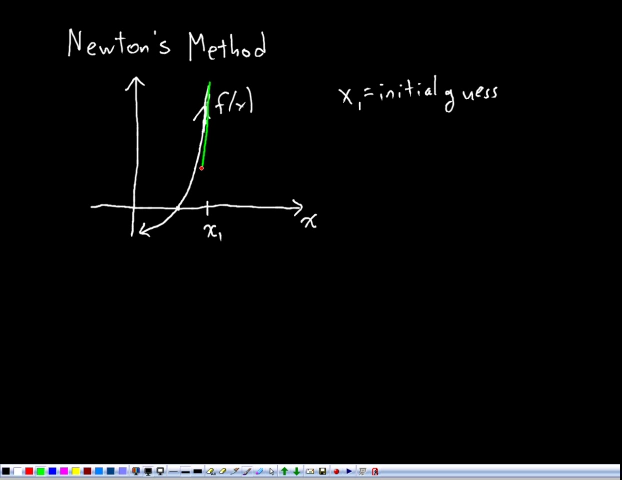 Newton's Method
f(x)
x₁ = initial guess
x₁
x